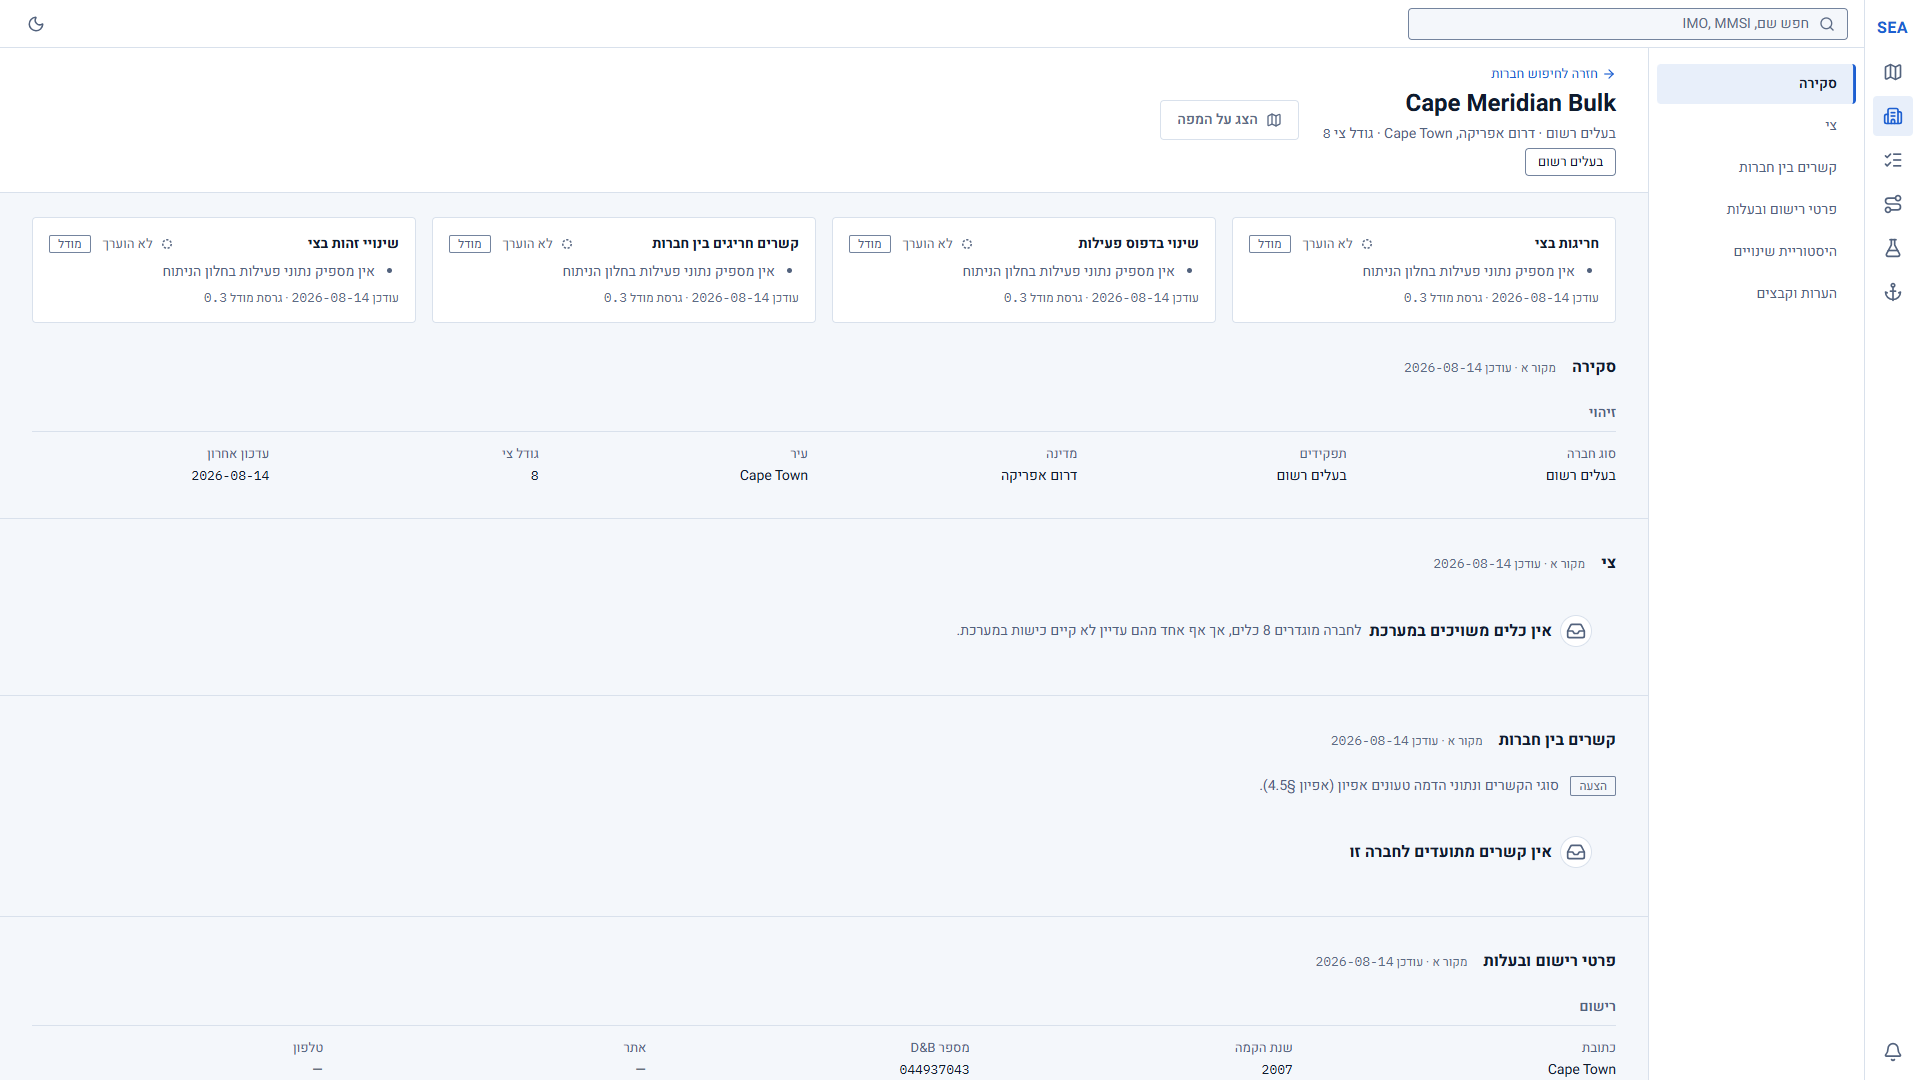 SEA
חפש שם, IMO, MMSI
סקירה
צי
קשרים בין חברות
פרטי רישום ובעלות
היסטוריית שינויים
הערות וקבצים
חזרה לחיפוש חברות
Cape Meridian Bulk
בעלים רשום · דרום אפריקה, Cape Town · גודל צי 8
בעלים רשום
הצג על המפה
חריגות בצי לא הוערך מודל
אין מספיק נתוני פעילות בחלון הניתוח
עודכן 2026-08-14 · גרסת מודל 0.3
שינוי בדפוס פעילות לא הוערך מודל
אין מספיק נתוני פעילות בחלון הניתוח
עודכן 2026-08-14 · גרסת מודל 0.3
קשרים חריגים בין חברות לא הוערך מודל
אין מספיק נתוני פעילות בחלון הניתוח
עודכן 2026-08-14 · גרסת מודל 0.3
שינויי זהות בצי לא הוערך מודל
אין מספיק נתוני פעילות בחלון הניתוח
עודכן 2026-08-14 · גרסת מודל 0.3
סקירה מקור א · עודכן 2026-08-14
זיהוי
סוג חברה תפקידים מדינה עיר גודל צי עדכון אחרון
בעלים רשום בעלים רשום דרום אפריקה Cape Town 8 2026-08-14
צי מקור א · עודכן 2026-08-14
אין כלים משויכים במערכת לחברה מוגדרים 8 כלים, אך אף אחד מהם עדיין לא קיים כישות במערכת.
קשרים בין חברות מקור א · עודכן 2026-08-14
הצעה סוגי הקשרים ונתוני הדמה טעונים אפיון (אפיון §4.5).
אין קשרים מתועדים לחברה זו
פרטי רישום ובעלות מקור א · עודכן 2026-08-14
רישום
כתובת שנת הקמה מספר D&B אתר טלפון
Cape Town 2007 044937043 — —